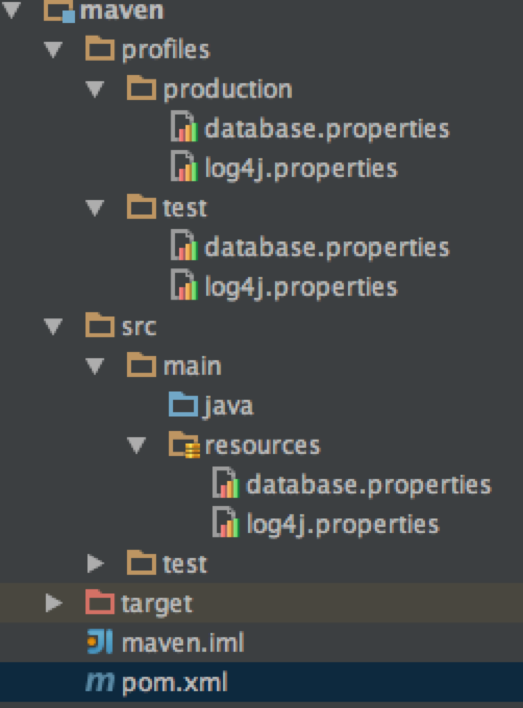 maven
profiles
production
database.properties
log4j.properties
test
database.properties
log4j.properties
src
main
java
resources
database.properties
log4j.properties
test
target
maven.iml
pom.xml